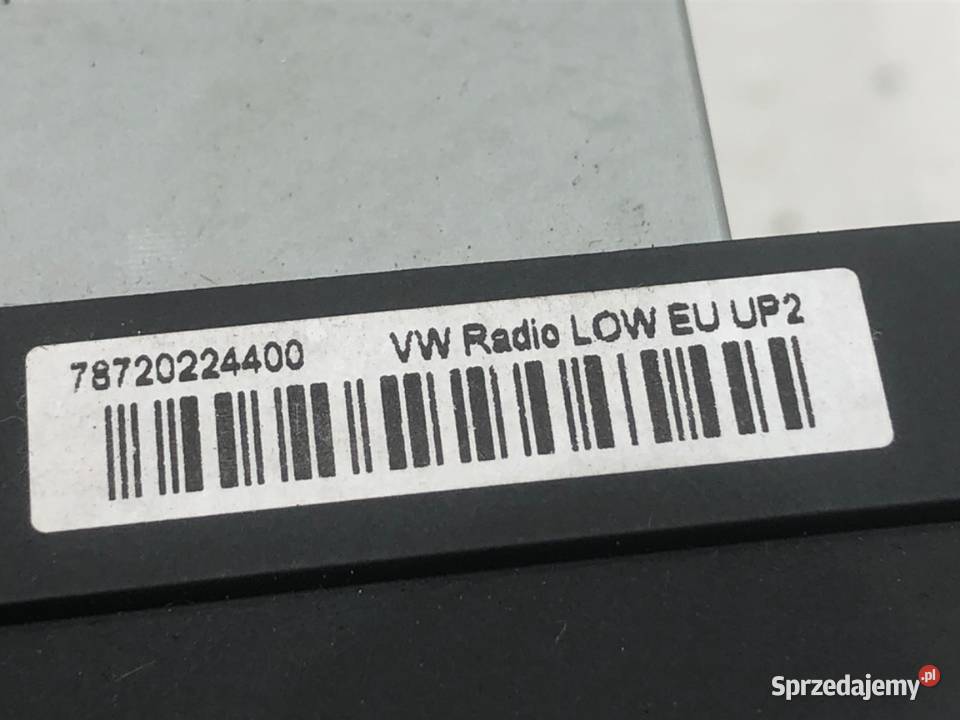 78720224400 VW Radio LOW EU UP2
Sprzedajemy.pl